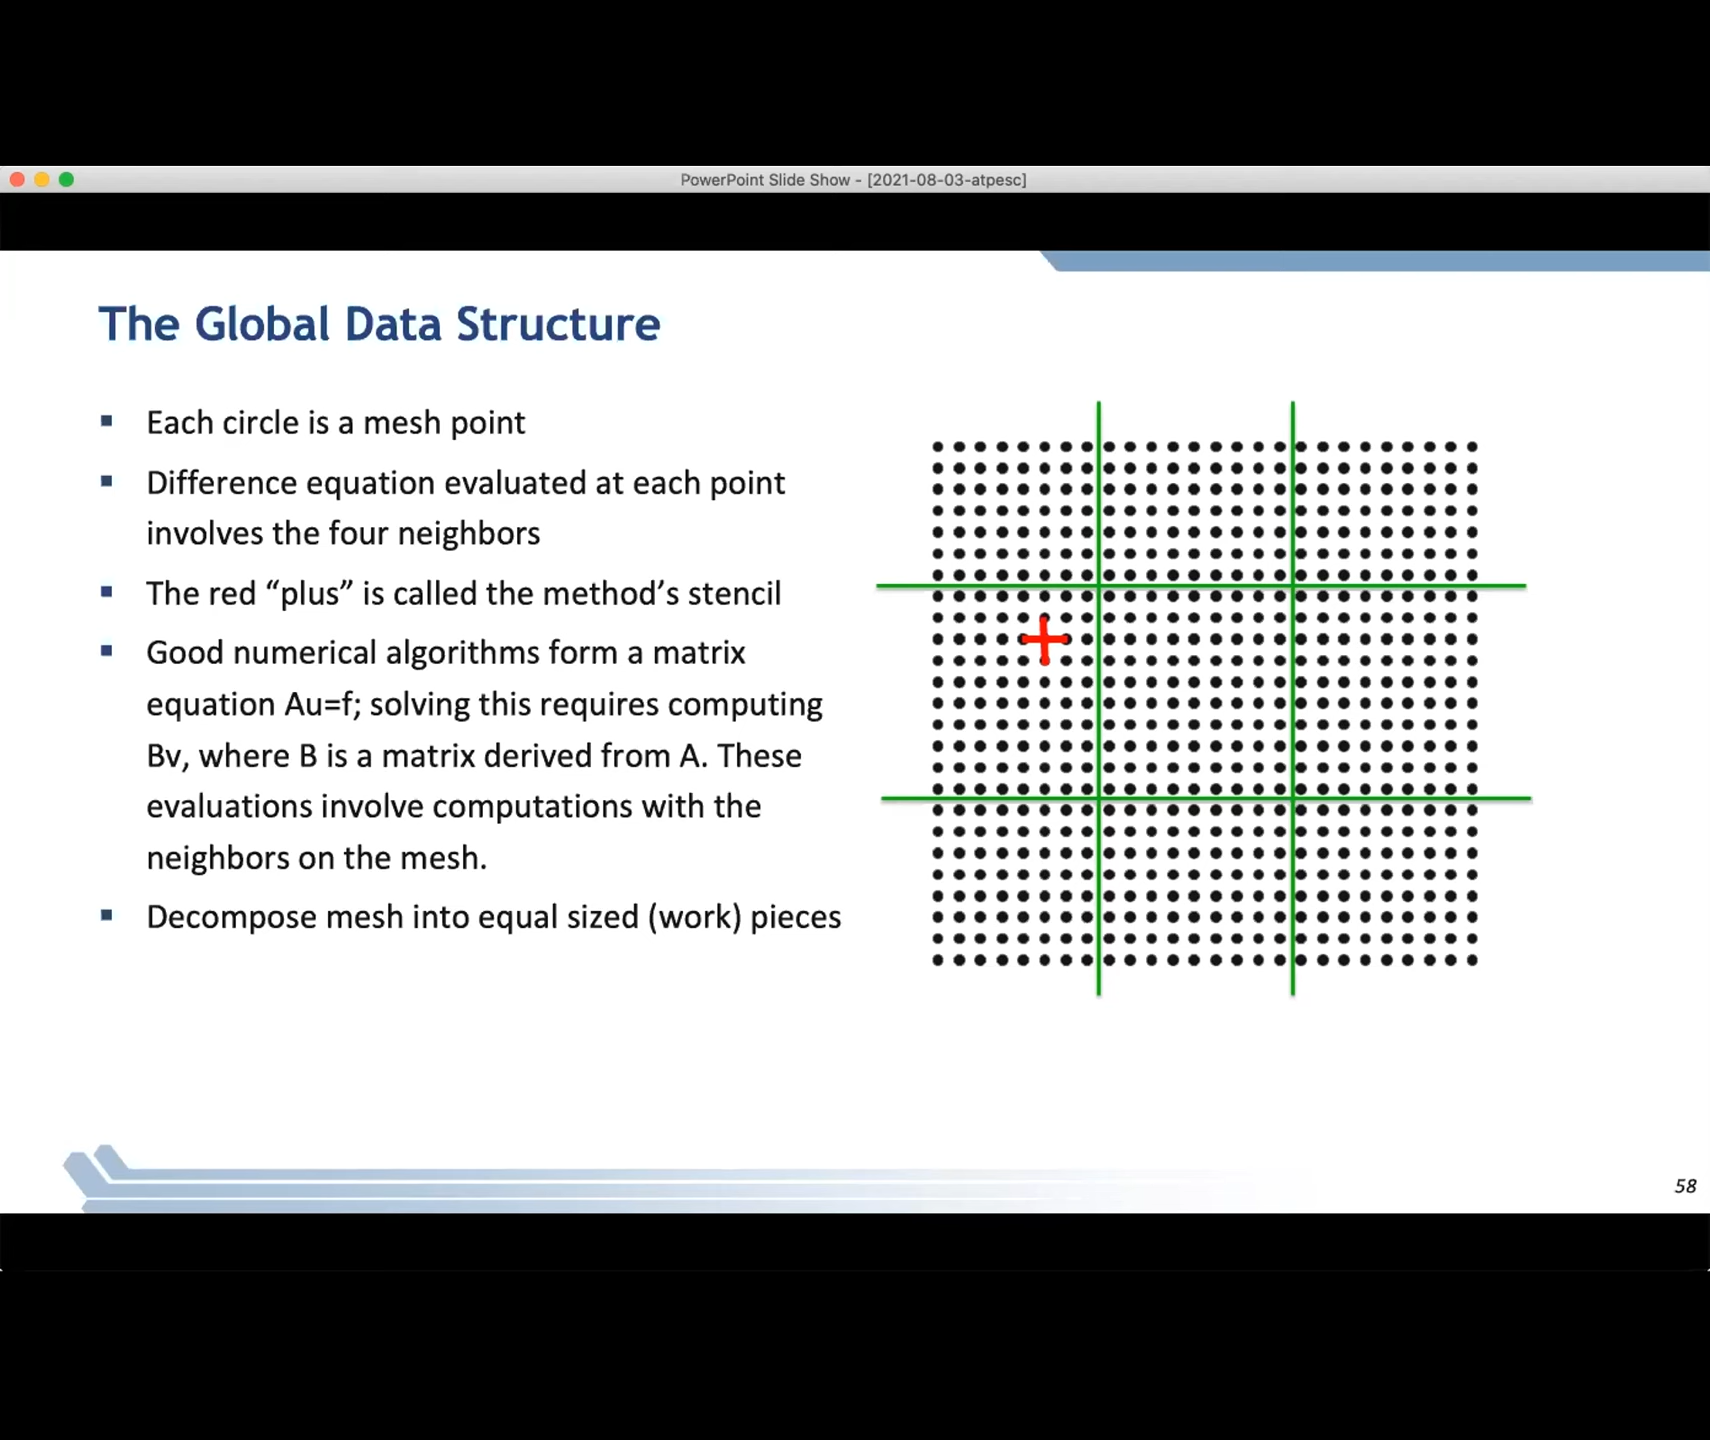 PowerPoint Slide Show - [2021-08-03-atpesc]
The Global Data Structure
▪ Each circle is a mesh point
▪ Difference equation evaluated at each point
involves the four neighbors
▪ The red “plus” is called the method’s stencil
▪ Good numerical algorithms form a matrix
equation Au=f; solving this requires computing
Bv, where B is a matrix derived from A. These
evaluations involve computations with the
neighbors on the mesh.
▪ Decompose mesh into equal sized (work) pieces
58